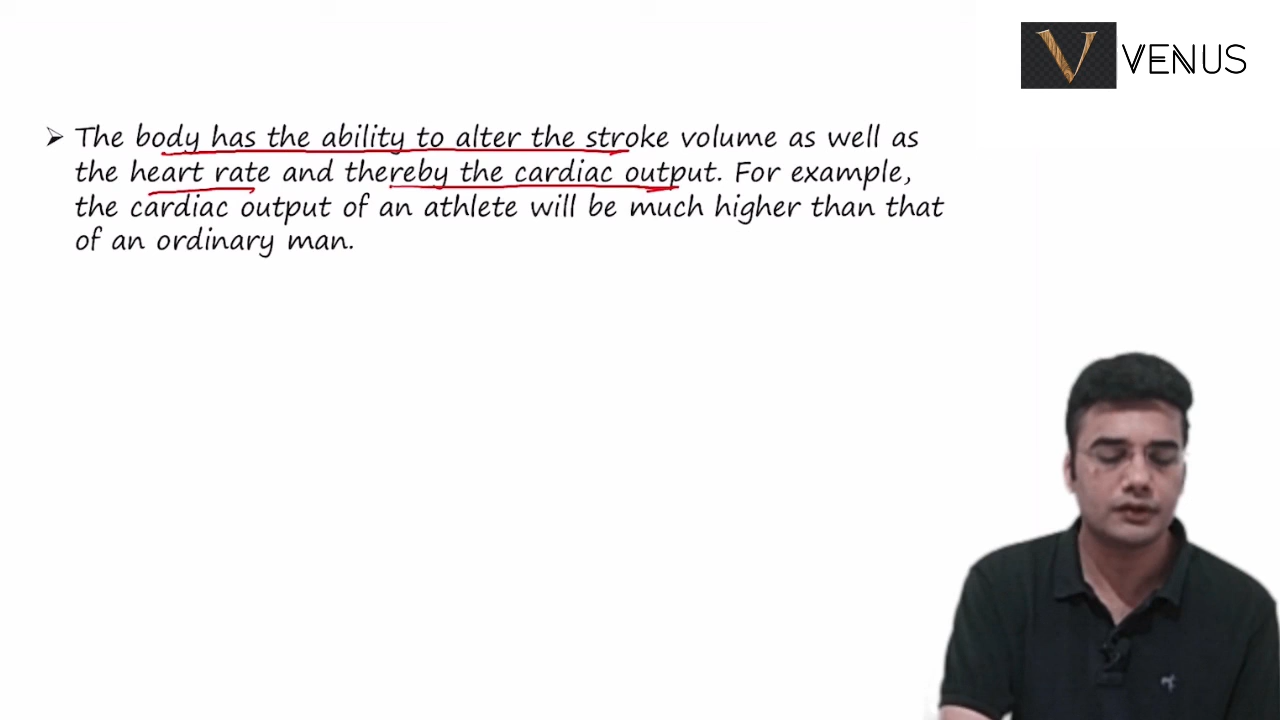 V VENUS
➢ The body has the ability to alter the stroke volume as well as
the heart rate and thereby the cardiac output. For example,
the cardiac output of an athlete will be much higher than that
of an ordinary man.